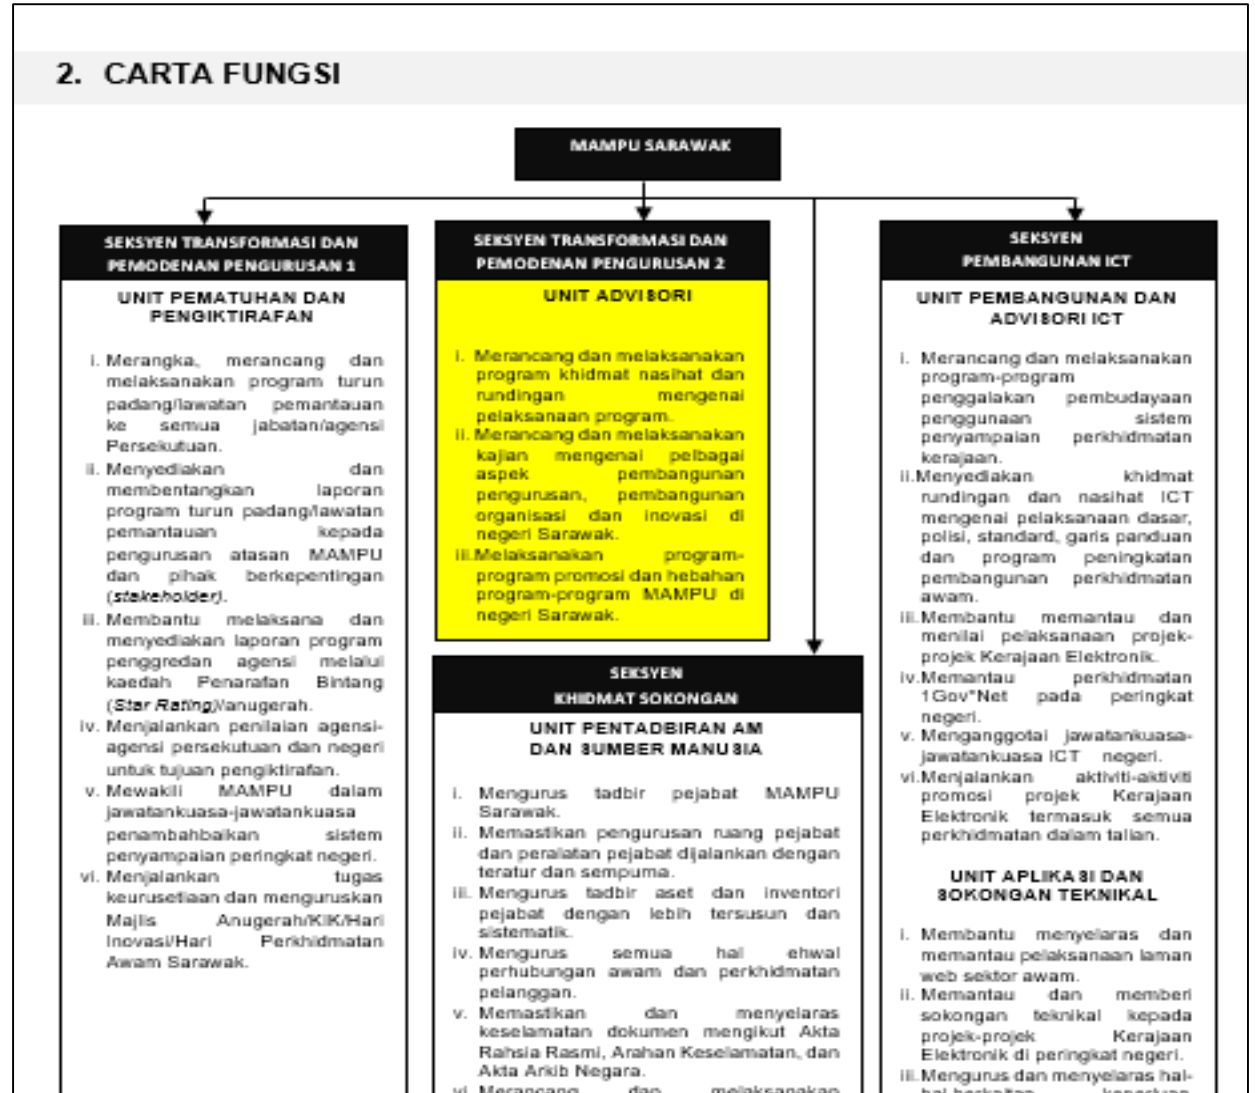 2. CARTA FUNGSI
MAMPU SARAWAK
SEKSYEN TRANSFORMASI DAN
PEMODENAN PENGURUSAN 1
UNIT PEMATUHAN DAN
PENGIKTIRAFAN
i. Merangka, merancang dan
melaksanakan program turun
padang/lawatan pemantauan
ke semua jabatan/agensi
Persekutuan.
ii. Menyediakan dan
membentangkan laporan
program turun padang/lawatan
pemantauan kepada
pengurusan atasan MAMPU
dan pihak berkepentingan
(stakeholder).
iii. Membantu melaksana dan
menyediakan laporan program
penggredan agensi melalui
kaedah Penarafan Bintang
(Star Rating)/anugerah.
iv. Menjalankan penilaian agensi-
agensi persekutuan dan negeri
untuk tujuan pengiktirafan.
v. Mewakili MAMPU dalam
jawatankuasa-jawatankuasa
penambahbaikan sistem
penyampaian peringkat negeri.
vi. Menjalankan tugas
keurusetiaan dan menguruskan
Majlis Anugerah/KIK/Hari
Inovasi/Hari Perkhidmatan
Awam Sarawak.
SEKSYEN TRANSFORMASI DAN
PEMODENAN PENGURUSAN 2
UNIT ADVISORI
i. Merancang dan melaksanakan
program khidmat nasihat dan
rundingan mengenai
pelaksanaan program.
ii. Merancang dan melaksanakan
kajian mengenai pelbagai
aspek pembangunan
pengurusan, pembangunan
organisasi dan inovasi di
negeri Sarawak.
iii.Melaksanakan program-
program promosi dan hebahan
program-program MAMPU di
negeri Sarawak.
SEKSYEN
KHIDMAT SOKONGAN
UNIT PENTADBIRAN AM
DAN SUMBER MANUSIA
i. Mengurus tadbir pejabat MAMPU
Sarawak.
ii. Memastikan pengurusan ruang pejabat
dan peralatan pejabat dijalankan dengan
teratur dan sempurna.
iii. Mengurus tadbir aset dan inventori
pejabat dengan lebih tersusun dan
sistematik.
iv. Mengurus semua hal ehwal
perhubungan awam dan perkhidmatan
pelanggan.
v. Memastikan dan menyelaras
keselamatan dokumen mengikut Akta
Rahsia Rasmi, Arahan Keselamatan, dan
Akta Arkib Negara.
vi. Merancang dan melaksanakan
SEKSYEN
PEMBANGUNAN ICT
UNIT PEMBANGUNAN DAN
ADVISORI ICT
i. Merancang dan melaksanakan
program-program
penggalakan pembudayaan
penggunaan sistem
penyampaian perkhidmatan
kerajaan.
ii.Menyediakan khidmat
rundingan dan nasihat ICT
mengenai pelaksanaan dasar,
polisi, standard, garis panduan
dan program peningkatan
pembangunan perkhidmatan
awam.
iii.Membantu memantau dan
menilai pelaksanaan projek-
projek Kerajaan Elektronik.
iv.Memantau perkhidmatan
1Gov*Net pada peringkat
negeri.
v. Menganggotai jawatankuasa-
jawatankuasa ICT negeri.
vi.Menjalankan aktiviti-aktiviti
promosi projek Kerajaan
Elektronik termasuk semua
perkhidmatan dalam talian.
UNIT APLIKASI DAN
SOKONGAN TEKNIKAL
i. Membantu menyelaras dan
memantau pelaksanaan laman
web sektor awam.
ii. Memantau dan memberi
sokongan teknikal kepada
projek-projek Kerajaan
Elektronik di peringkat negeri.
iii.Mengurus dan menyelaras hal-
hal berkaitan